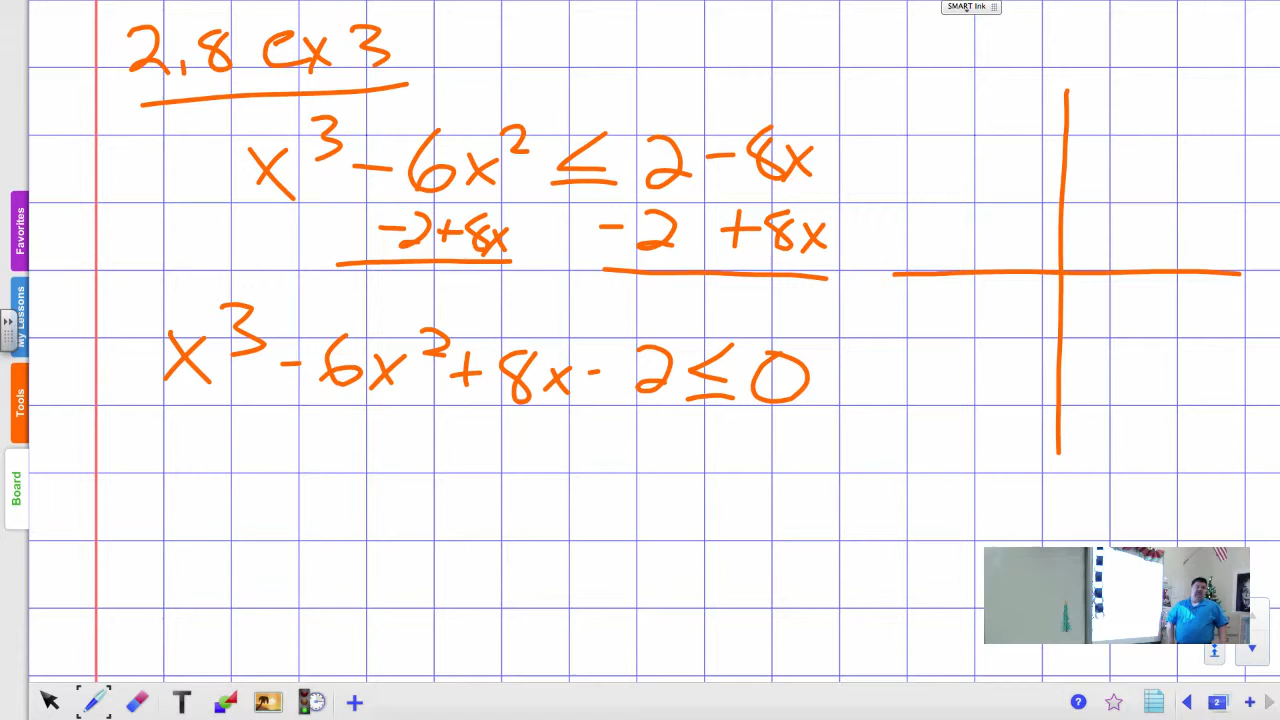 SMART Ink
2.8 ex 3
x³ - 6x² ≤ 2 - 8x
-2+8x -2 +8x
x³ - 6x² + 8x - 2 ≤ 0
Favorites
My Lessons
Tools
Board
T
?
2